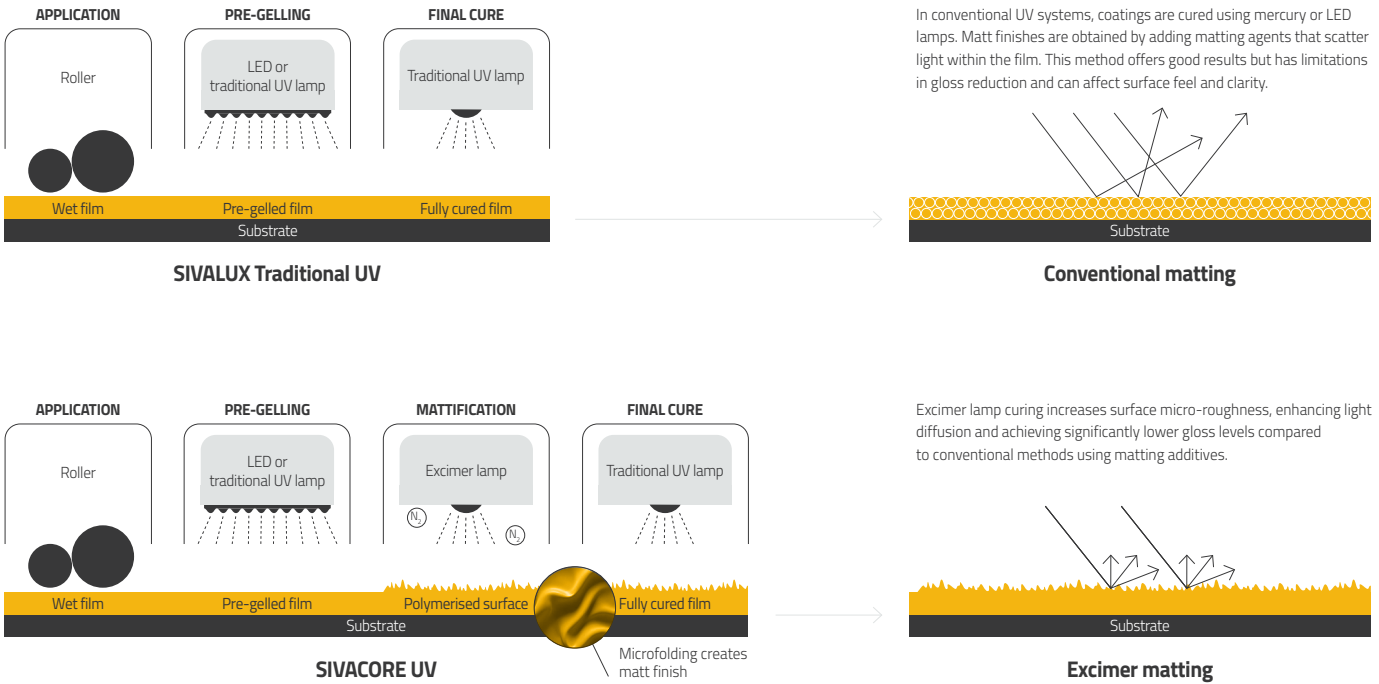 APPLICATION
PRE-GELLING
FINAL CURE
Roller
LED or
traditional UV lamp
Traditional UV lamp
Wet film
Pre-gelled film
Fully cured film
Substrate
SIVALUX Traditional UV
In conventional UV systems, coatings are cured using mercury or LED
lamps. Matt finishes are obtained by adding matting agents that scatter
light within the film. This method offers good results but has limitations
in gloss reduction and can affect surface feel and clarity.
Substrate
Conventional matting
APPLICATION
PRE-GELLING
MATTIFICATION
FINAL CURE
Roller
LED or
traditional UV lamp
Excimer lamp
Traditional UV lamp
N₂
N₂
Wet film
Pre-gelled film
Polymerised surface
Fully cured film
Substrate
Microfolding creates
matt finish
SIVACORE UV
Excimer lamp curing increases surface micro-roughness, enhancing light
diffusion and achieving significantly lower gloss levels compared
to conventional methods using matting additives.
Substrate
Excimer matting